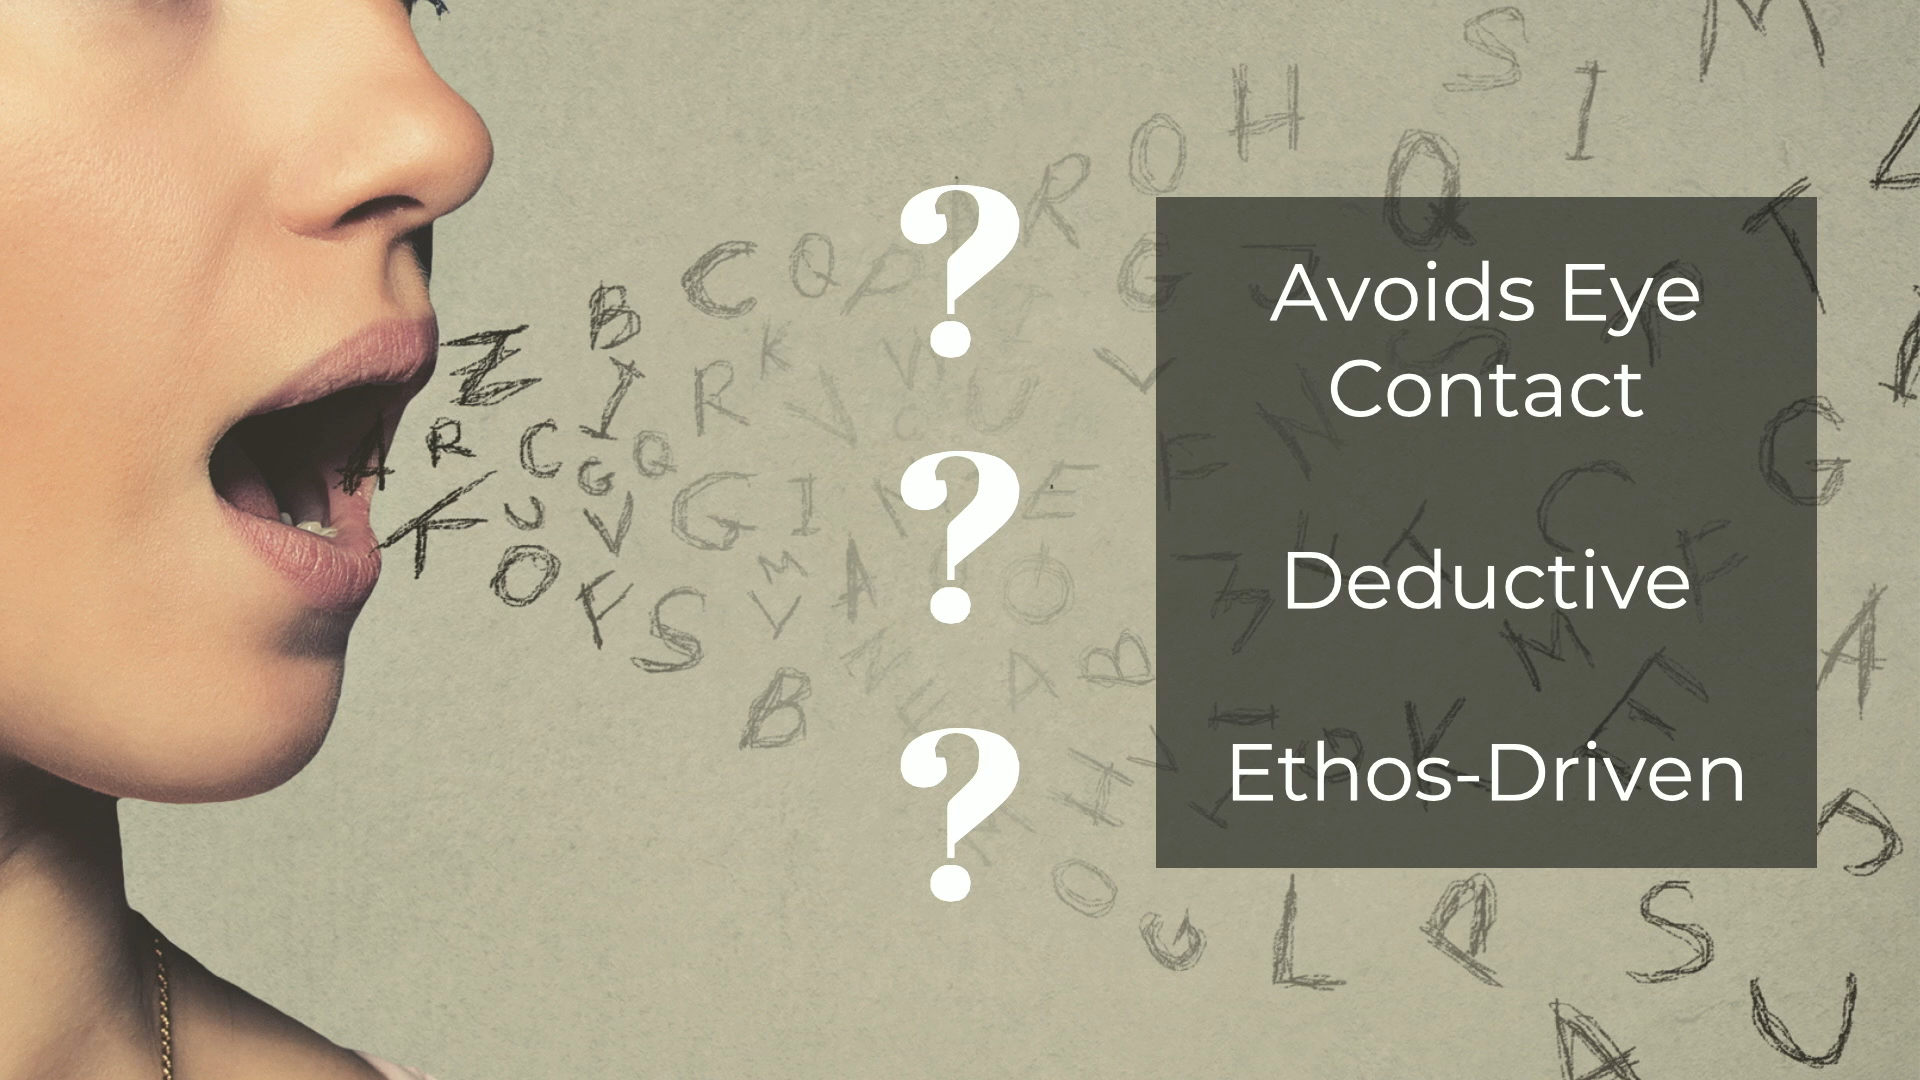 ?
?
?
Avoids Eye
Contact
Deductive
Ethos-Driven